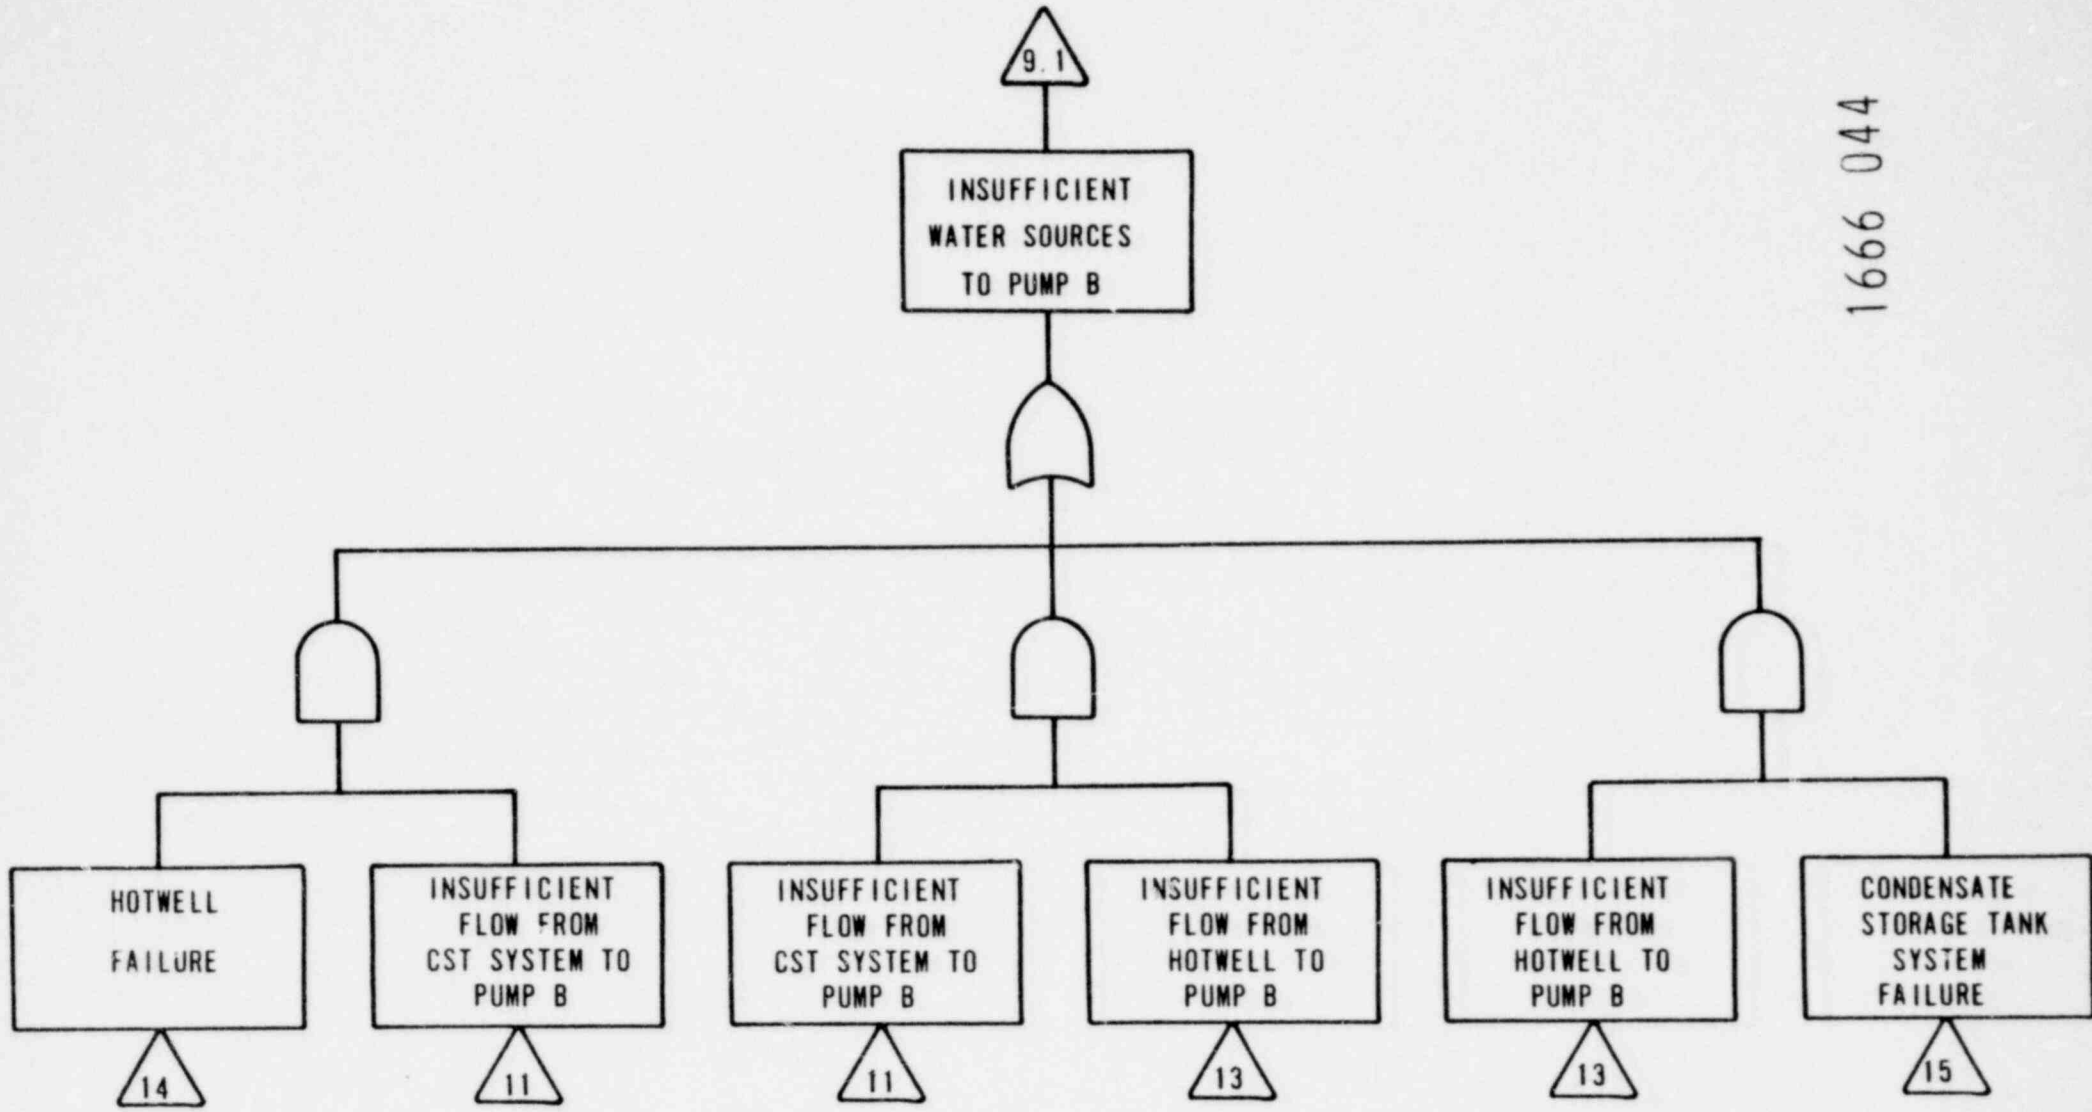 9.1
1666 044
INSUFFICIENT
WATER SOURCES
TO PUMP B
HOTWELL
FAILURE
14
INSUFFICIENT
FLOW FROM
CST SYSTEM TO
PUMP B
11
INSUFFICIENT
FLOW FROM
CST SYSTEM TO
PUMP B
11
INSUFFICIENT
FLOW FROM
HOTWELL TO
PUMP B
13
INSUFFICIENT
FLOW FROM
HOTWELL TO
PUMP B
13
CONDENSATE
STORAGE TANK
SYSTEM
FAILURE
15